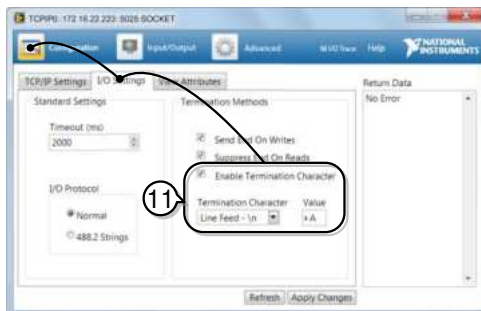 TCPIP0: 172 16 22 223: 5025 SOCKET
Configuration Input/Output Advanced NI I/O Trace Help NATIONAL INSTRUMENTS
TCP/IP Settings I/O Settings View Attributes Return Data
Standard Settings Termination Methods No Error
Timeout (ms)
2000
Send End On Writes
Suppress End On Reads
Enable Termination Character
I/O Protocol
11
Termination Character Value
Line Feed - \n x A
Normal
488.2 Strings
Refresh Apply Changes